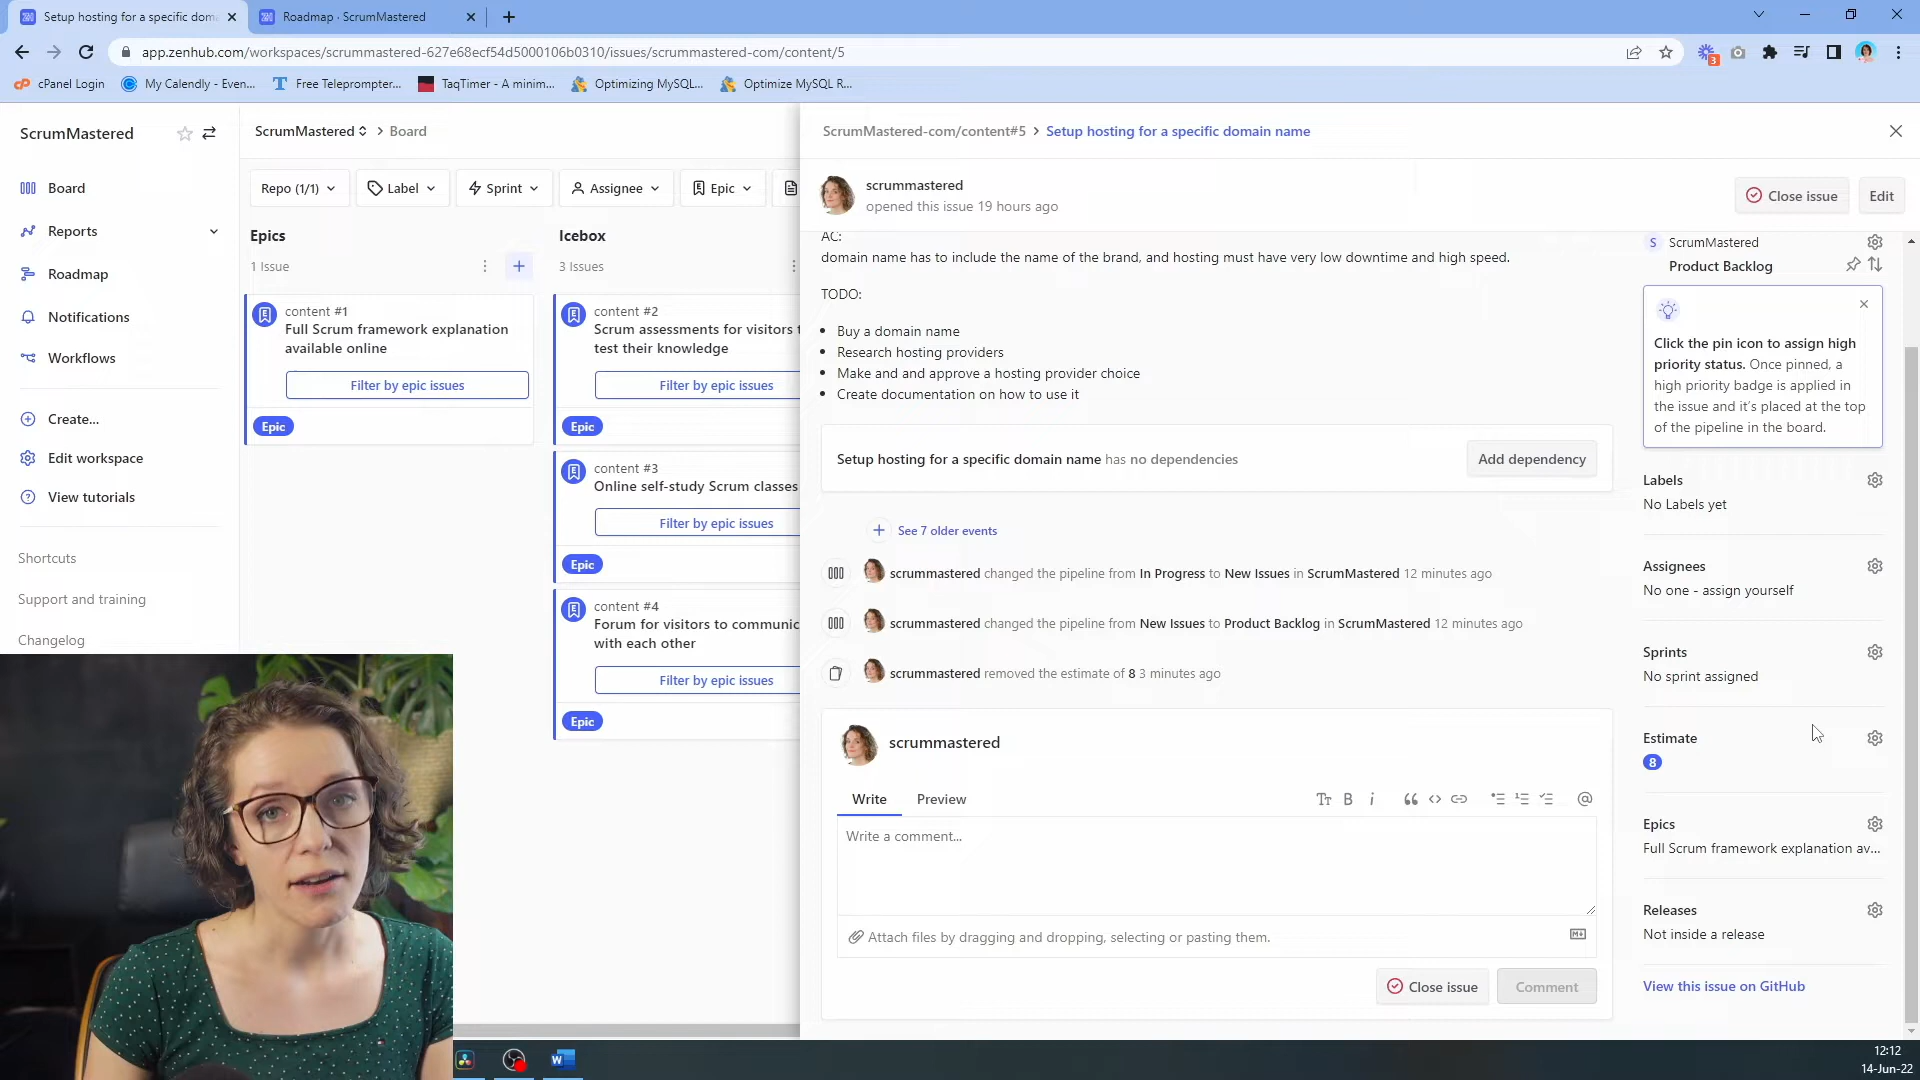 Setup hosting for a specific doma
Roadmap · ScrumMastered
app.zenhub.com/workspaces/scrummastered-627e68ecf54d5000106b0310/issues/scrummastered-com/content/5
3
cPanel Login
My Calendly - Even...
Free Teleprompter...
TaqTimer - A minim...
Optimizing MySQL...
Optimize MySQL R...
ScrumMastered
Board
Reports
Roadmap
Notifications
Workflows
Create...
Edit workspace
View tutorials
Shortcuts
Support and training
Changelog
ScrumMastered > Board
Repo (1/1)
Label
Sprint
Assignee
Epic
Epics
1 Issue
content #1
Full Scrum framework explanation
available online
Filter by epic issues
Epic
Icebox
3 Issues
content #2
Scrum assessments for visitors t
test their knowledge
Filter by epic issues
Epic
content #3
Online self-study Scrum classes
Filter by epic issues
Epic
content #4
Forum for visitors to communic
with each other
Filter by epic issues
Epic
ScrumMastered-com/content#5 > Setup hosting for a specific domain name
scrummastered
opened this issue 19 hours ago
Close issue
Edit
AC:
domain name has to include the name of the brand, and hosting must have very low downtime and high speed.
TODO:
• Buy a domain name
• Research hosting providers
• Make and and approve a hosting provider choice
• Create documentation on how to use it
Setup hosting for a specific domain name has no dependencies
Add dependency
See 7 older events
scrummastered changed the pipeline from In Progress to New Issues in ScrumMastered 12 minutes ago
scrummastered changed the pipeline from New Issues to Product Backlog in ScrumMastered 12 minutes ago
scrummastered removed the estimate of 8 3 minutes ago
scrummastered
Write
Preview
Write a comment...
Attach files by dragging and dropping, selecting or pasting them.
Close issue
Comment
S ScrumMastered
Product Backlog
Click the pin icon to assign high
priority status. Once pinned, a
high priority badge is applied in
the issue and it's placed at the top
of the pipeline in the board.
Labels
No Labels yet
Assignees
No one - assign yourself
Sprints
No sprint assigned
Estimate
8
Epics
Full Scrum framework explanation av...
Releases
Not inside a release
View this issue on GitHub
12:12
14-Jun-22